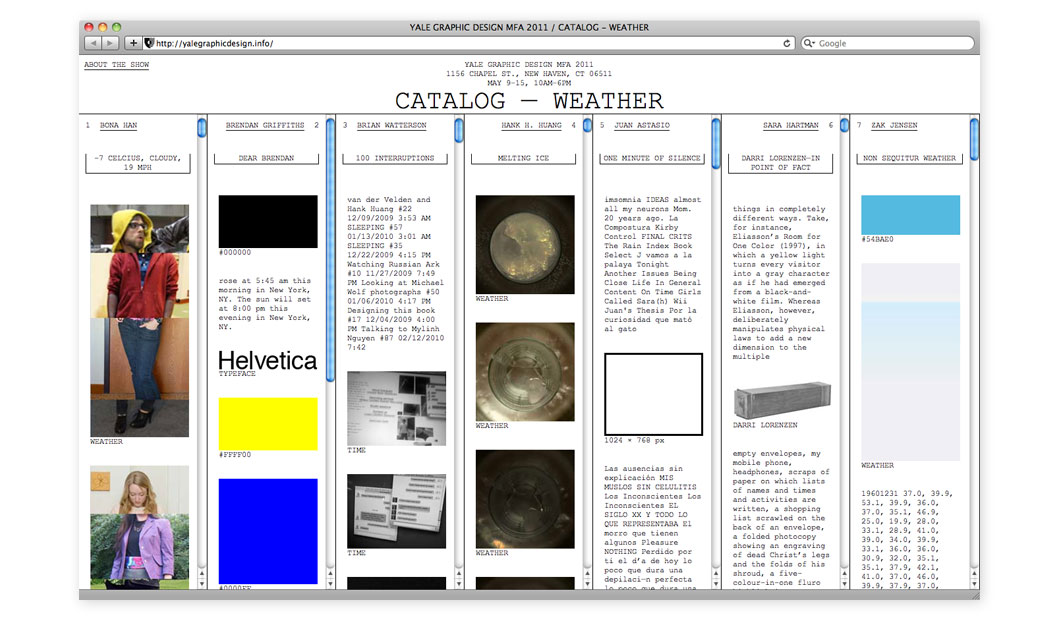 YALE GRAPHIC DESIGN MFA 2011 / CATALOG – WEATHER
http://yalegraphicdesign.info/
Google
ABOUT THE SHOW
YALE GRAPHIC DESIGN MFA 2011
1156 CHAPEL ST., NEW HAVEN, CT 06511
MAY 9–15, 10AM–6PM
CATALOG — WEATHER
1 BONA HAN
~7 CELCIUS, CLOUDY,
19 MPH
WEATHER
BRENDAN GRIFFITHS 2
DEAR BRENDAN
#000000
rose at 5:45 am this
morning in New York,
NY. The sun will set
at 8:00 pm this
evening in New York,
NY.
Helvetica
TYPEFACE
#FFFF00
#0000FF
3 BRIAN WATTERSON
100 INTERRUPTIONS
van der Velden and
Hank Huang #22
12/09/2009 3:53 AM
SLEEPING #57
01/13/2010 3:01 AM
SLEEPING #35
12/22/2009 4:15 PM
Watching Russian Ark
#10 11/27/2009 7:49
PM Looking at Michael
Wolf photographs #50
01/06/2010 4:17 PM
Designing this book
#17 12/04/2009 4:00
PM Talking to Mylinh
Nguyen #87 02/12/2010
7:42
TIME
TIME
HANK H. HUANG 4
MELTING ICE
WEATHER
WEATHER
WEATHER
5 JUAN ASTASIO
ONE MINUTE OF SILENCE
imsomnia IDEAS almost
all my neurons Mem.
20 years ago. La
Compostura Kirby
Control FINAL CRITS
The Rain Index Book
Select J vamos a la
palaya Tonight
Another Issues Being
Close Life In General
Content On Time Girls
Called Sara(h) Wii
Juan's Thesis Por la
curiosidad que mató
al gato
1024 × 768 px
Las ausencias sin
explicación MIS
MUSLOS SIN CELULITIS
Los Inconscientes Los
Inconscientes EL
SIGLO XX Y TODO LO
QUE REPRESENTABA El
morro que tienen
algunos Pleasure
NOTHING Perdido por
ti el d'a de hoy lo
poco que dura una
depilaci—n perfecta
lo poco que dura una
SARA HARTMAN 6
DARRI LORENZEN—IN
POINT OF FACT
things in completely
different ways. Take,
for instance,
Eliasson's Room for
One Color (1997), in
which a yellow light
turns every visitor
into a gray character
as if he had emerged
from a black-and-
white film. Whereas
Eliasson, however,
deliberately
manipulates physical
laws to add a new
dimension to the
multiple
DARRI LORENZEN
empty envelopes, my
mobile phone,
headphones, scraps of
paper on which lists
of names and times
and activities are
written, a shopping
list scrawled on the
back of an envelope,
a folded photocopy
showing an engraving
of dead Christ's legs
and the folds of his
shroud, a five-
colour-in-one fluro
7 ZAK JENSEN
NON SEQUITUR WEATHER
#54BAE0
WEATHER
19601231 37.0, 39.9,
53.1, 39.9, 36.0,
37.0, 35.1, 46.9,
25.0, 19.9, 28.0,
33.1, 28.9, 41.0,
39.0, 34.0, 39.9,
33.1, 36.0, 36.0,
30.9, 32.0, 35.1,
35.1, 37.9, 42.1,
41.0, 37.0, 46.0,
39.9, 37.9, 37.0,